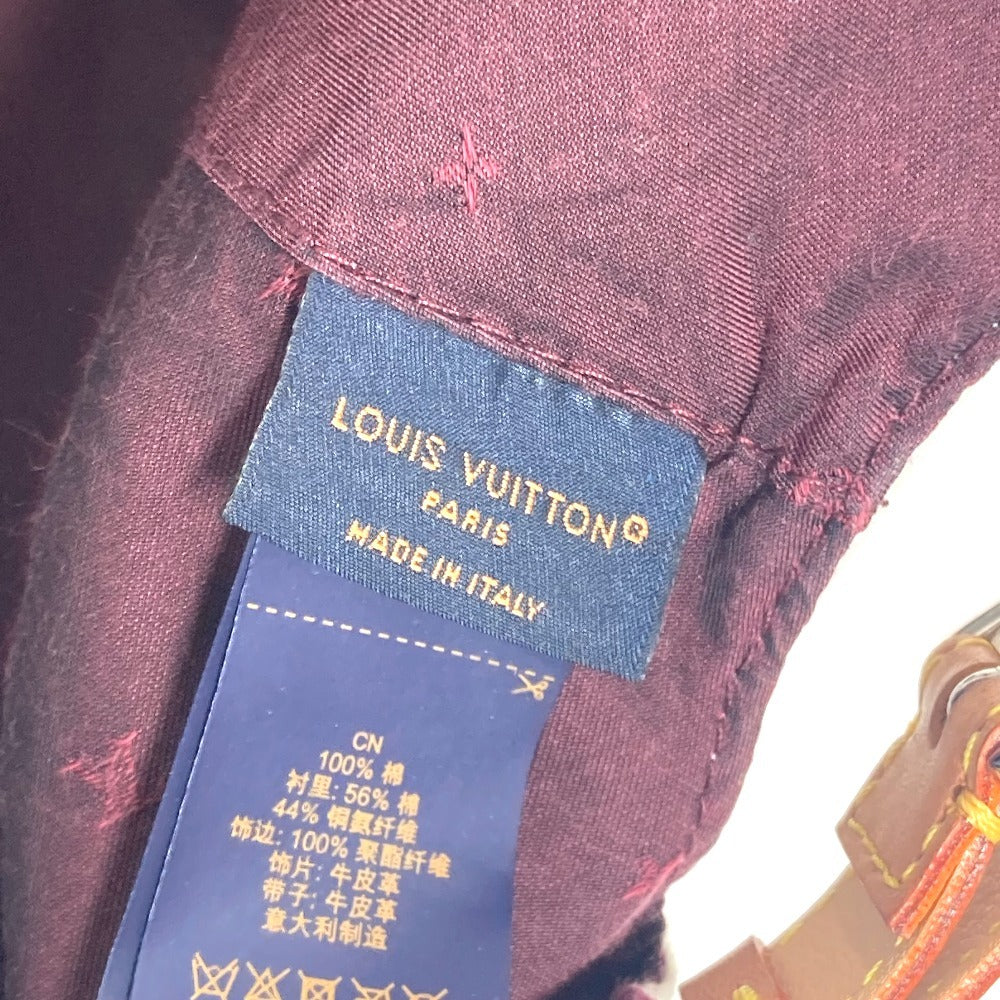 LOUIS VUITTON®
PARIS
MADE IN ITALY
CN
100% 棉
衬里: 56% 棉
44% 铜氨纤维
饰边: 100% 聚酯纤维
饰片: 牛皮革
带子: 牛皮革
意大利制造